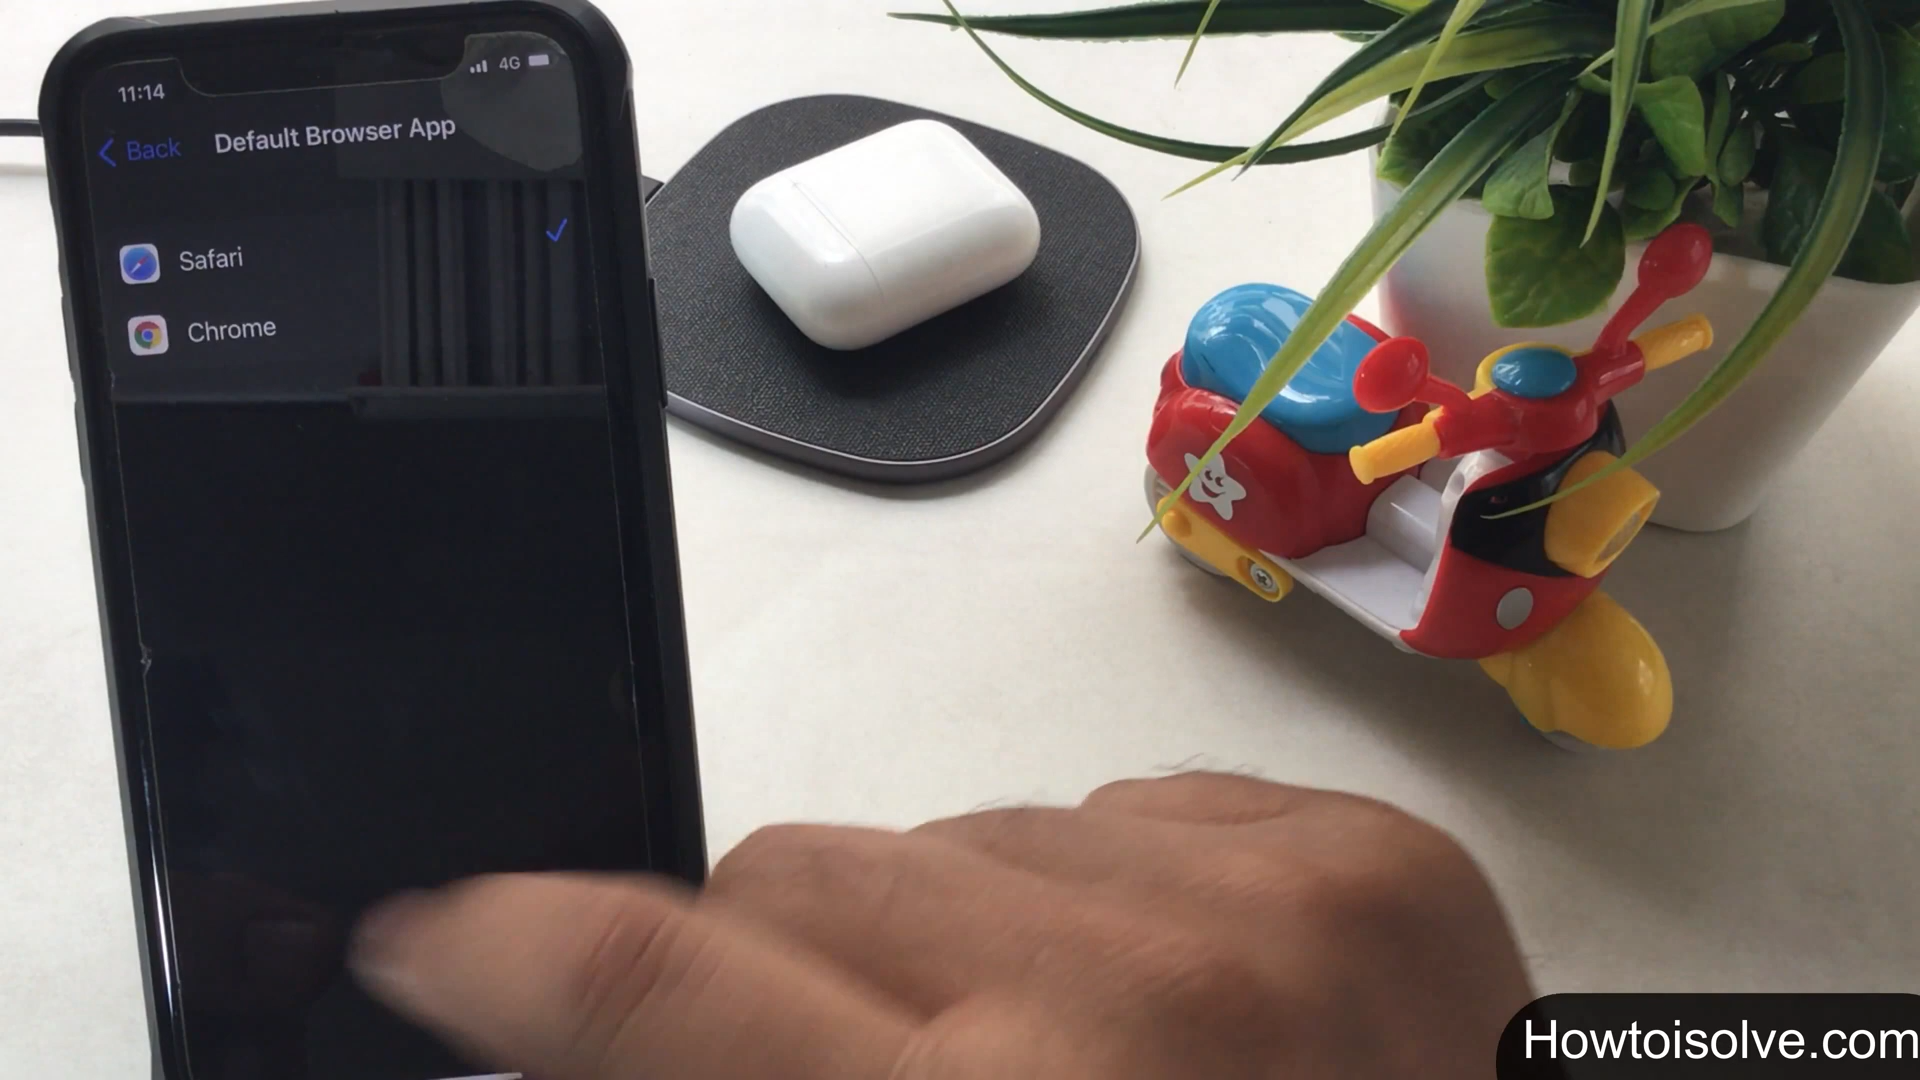 11:14
4G
Back
Default Browser App
Safari
Chrome
Howtoisolve.com